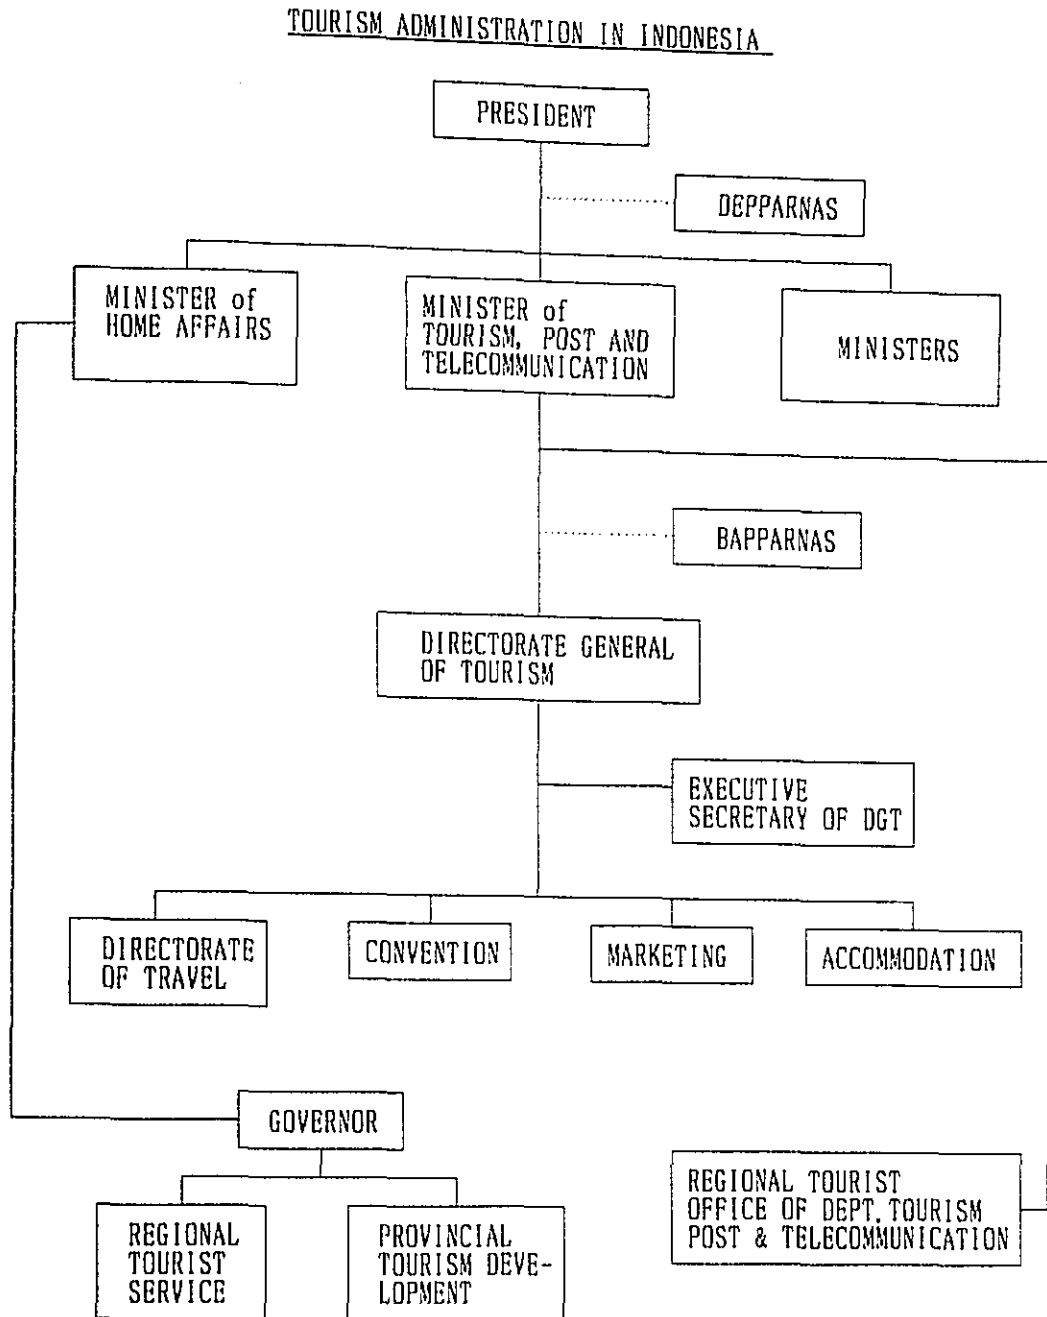 TOURISM ADMINISTRATION IN INDONESIA
PRESIDENT
DEPPARNAS
MINISTER of
HOME AFFAIRS
MINISTER of
TOURISM, POST AND
TELECOMMUNICATION
MINISTERS
BAPPARNAS
DIRECTORATE GENERAL
OF TOURISM
EXECUTIVE
SECRETARY OF DGT
DIRECTORATE
OF TRAVEL
CONVENTION
MARKETING
ACCOMMODATION
GOVERNOR
REGIONAL
TOURIST
SERVICE
PROVINCIAL
TOURISM DEVE-
LOPMENT
REGIONAL TOURIST
OFFICE OF DEPT. TOURISM
POST & TELECOMMUNICATION